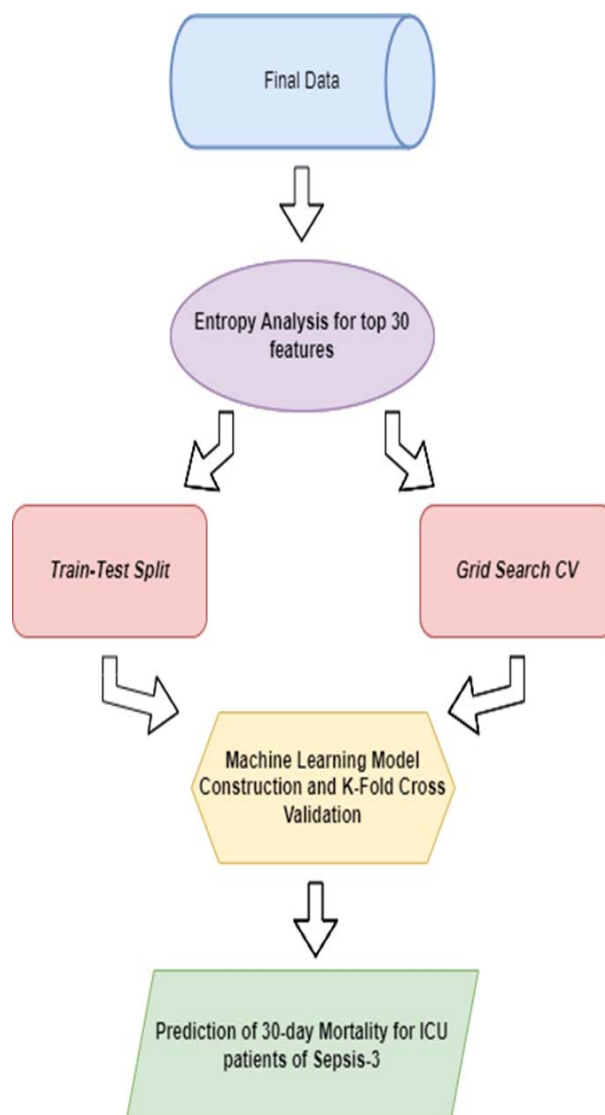 Final Data
Entropy Analysis for top 30
features
Train-Test Split
Grid Search CV
Machine Learning Model
Construction and K-Fold Cross
Validation
Prediction of 30-day Mortality for ICU
patients of Sepsis-3